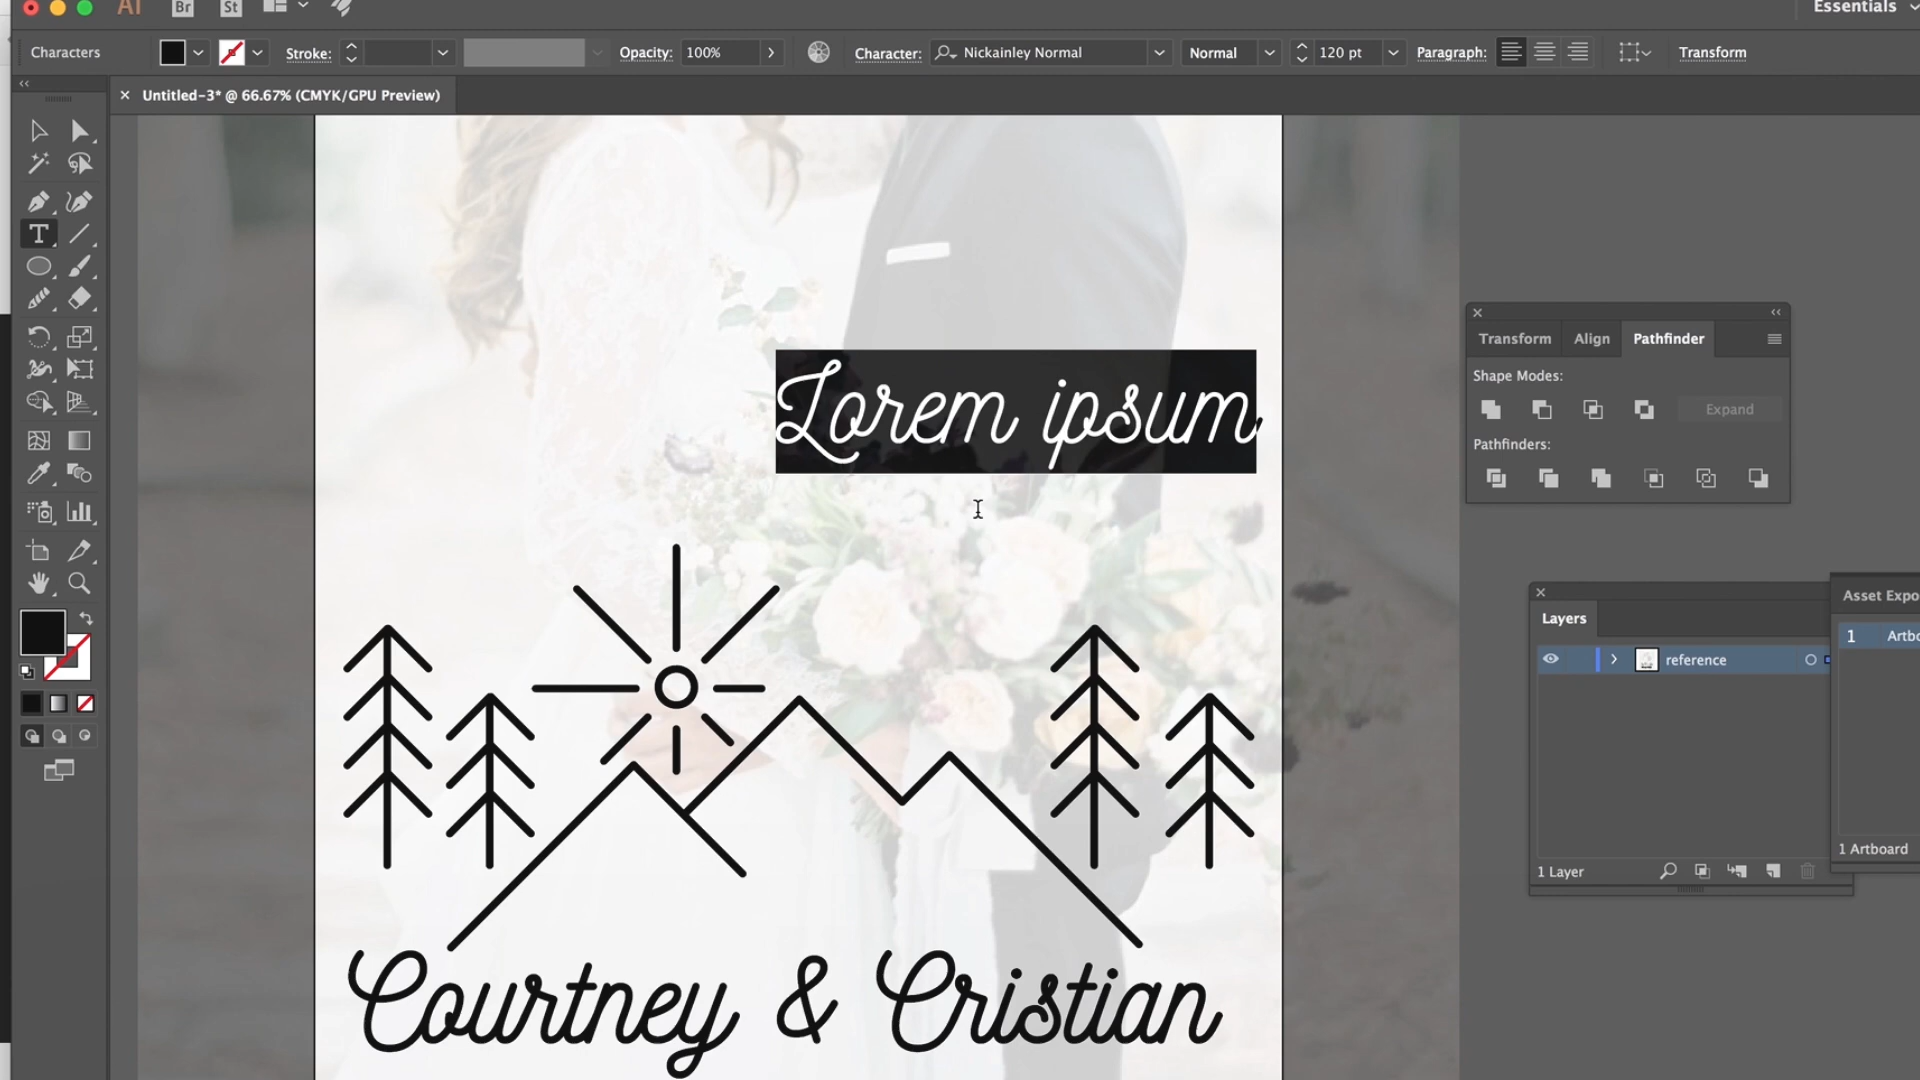 Ai Br St Essentials
Characters Stroke: Opacity: 100% Character: Nickainley Normal Normal 120 pt Paragraph: Transform
Untitled-3* @ 66.67% (CMYK/GPU Preview)
Transform Align Pathfinder
Shape Modes:
Expand
Pathfinders:
Lorem ipsum
Layers
Asset Expo
reference
1 Artbo
1 Layer
1 Artboard
Courtney & Cristian